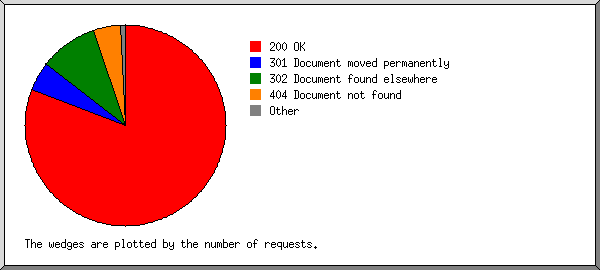 200 OK
301 Document moved permanently
302 Document found elsewhere
404 Document not found
Other
The wedges are plotted by the number of requests.